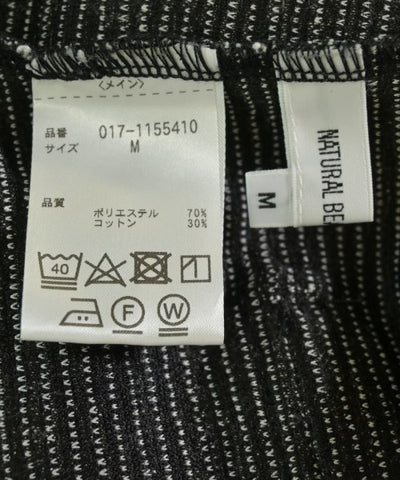 〈メイン〉
品番 017-1155410
サイズ M
品質
ポリエステル 70%
コットン 30%
40
F W
NATURAL BE
M